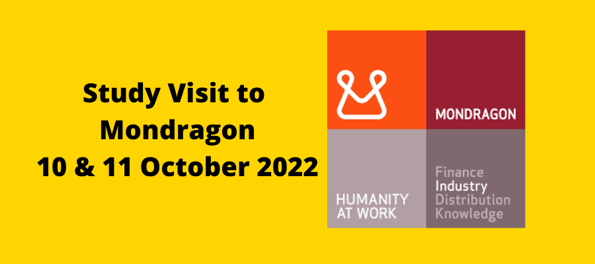 Study Visit to
Mondragon
10 & 11 October 2022
MONDRAGON
HUMANITY
AT WORK
Finance
Industry
Distribution
Knowledge